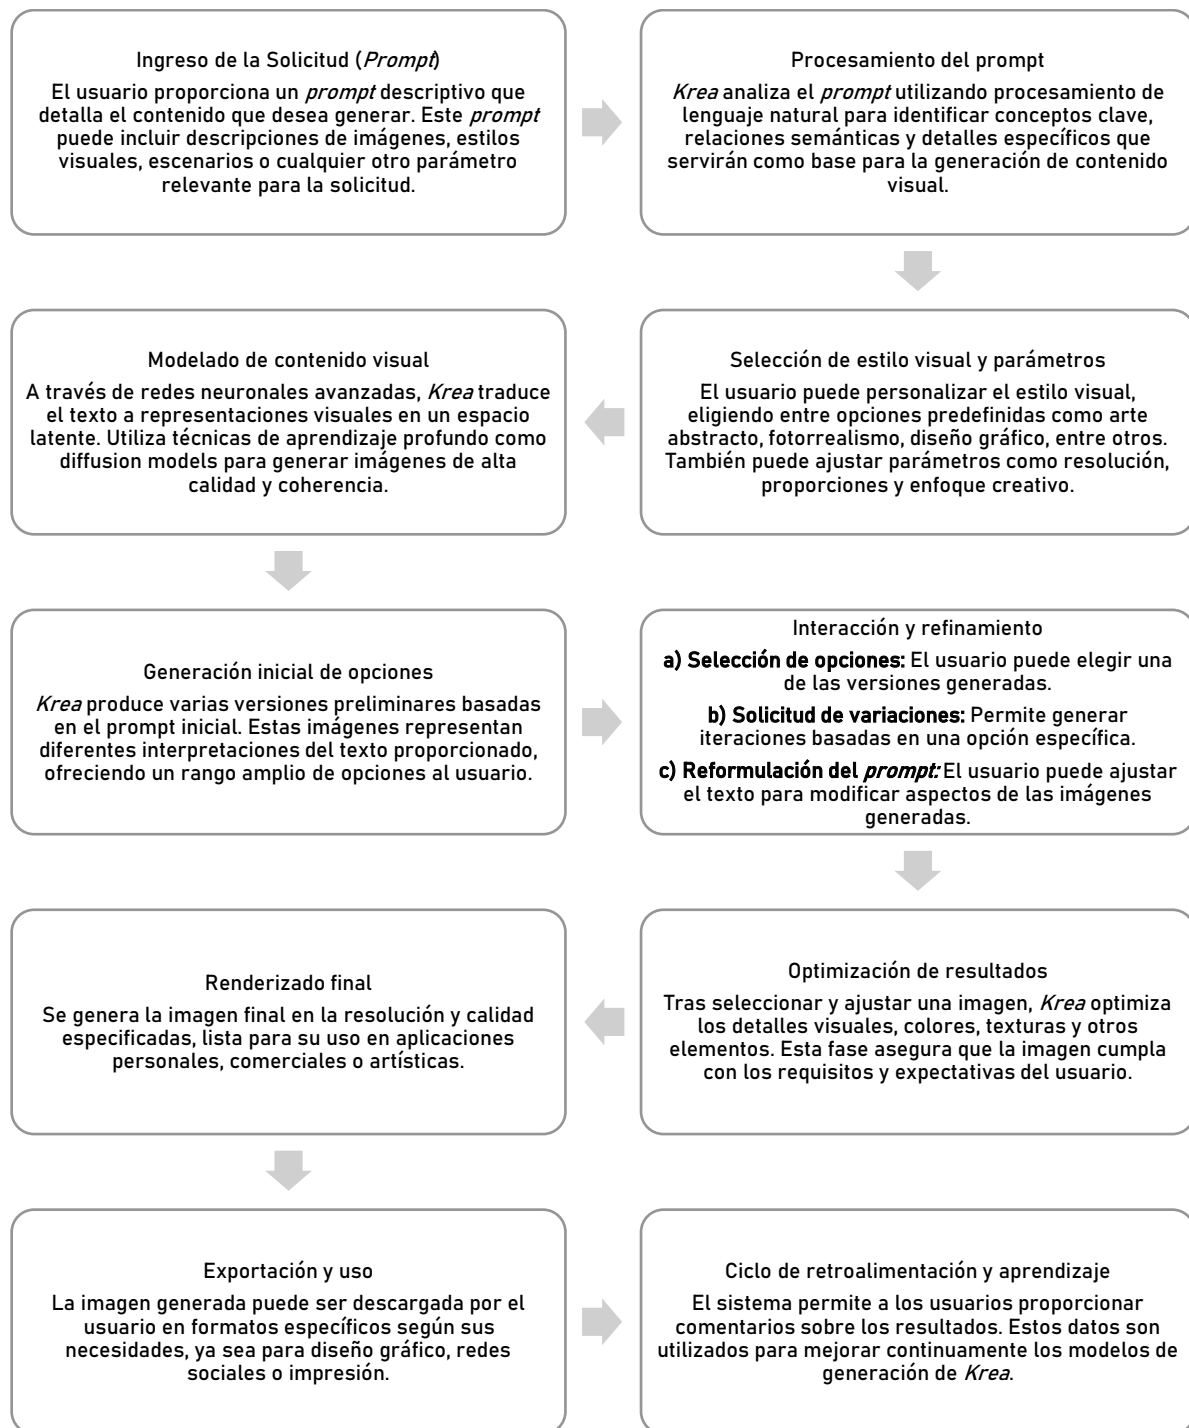 Ingreso de la Solicitud (Prompt)
El usuario proporciona un prompt descriptivo que
detalla el contenido que desea generar. Este prompt
puede incluir descripciones de imágenes, estilos
visuales, escenarios o cualquier otro parámetro
relevante para la solicitud.
Procesamiento del prompt
Krea analiza el prompt utilizando procesamiento de
lenguaje natural para identificar conceptos clave,
relaciones semánticas y detalles específicos que
servirán como base para la generación de contenido
visual.
Selección de estilo visual y parámetros
El usuario puede personalizar el estilo visual,
eligiendo entre opciones predefinidas como arte
abstracto, fotorrealismo, diseño gráfico, entre otros.
También puede ajustar parámetros como resolución,
proporciones y enfoque creativo.
Modelado de contenido visual
A través de redes neuronales avanzadas, Krea traduce
el texto a representaciones visuales en un espacio
latente. Utiliza técnicas de aprendizaje profundo como
diffusion models para generar imágenes de alta
calidad y coherencia.
Generación inicial de opciones
Krea produce varias versiones preliminares basadas
en el prompt inicial. Estas imágenes representan
diferentes interpretaciones del texto proporcionado,
ofreciendo un rango amplio de opciones al usuario.
Interacción y refinamiento
a) Selección de opciones: El usuario puede elegir una
de las versiones generadas.
b) Solicitud de variaciones: Permite generar
iteraciones basadas en una opción específica.
c) Reformulación del prompt: El usuario puede ajustar
el texto para modificar aspectos de las imágenes
generadas.
Optimización de resultados
Tras seleccionar y ajustar una imagen, Krea optimiza
los detalles visuales, colores, texturas y otros
elementos. Esta fase asegura que la imagen cumpla
con los requisitos y expectativas del usuario.
Renderizado final
Se genera la imagen final en la resolución y calidad
especificadas, lista para su uso en aplicaciones
personales, comerciales o artísticas.
Exportación y uso
La imagen generada puede ser descargada por el
usuario en formatos específicos según sus
necesidades, ya sea para diseño gráfico, redes
sociales o impresión.
Ciclo de retroalimentación y aprendizaje
El sistema permite a los usuarios proporcionar
comentarios sobre los resultados. Estos datos son
utilizados para mejorar continuamente los modelos de
generación de Krea.